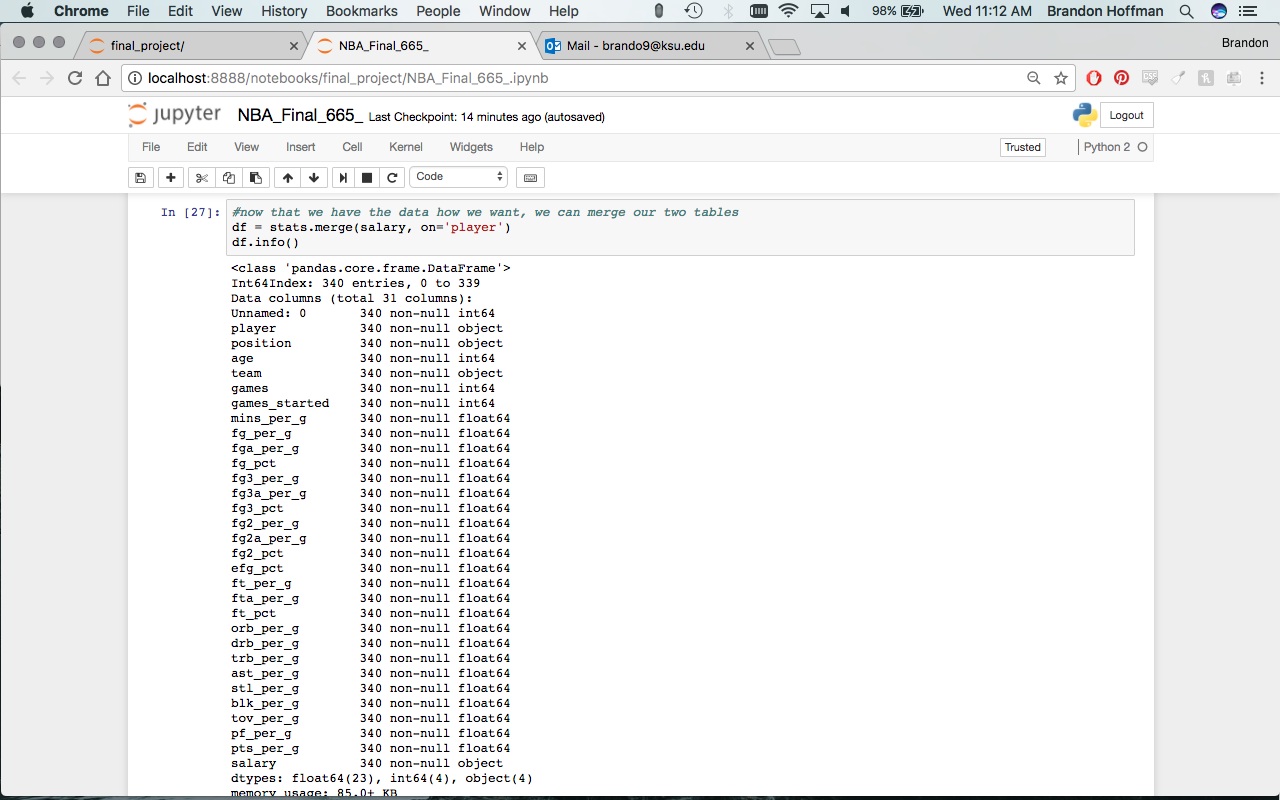 Chrome File Edit View History Bookmarks People Window Help 98% Wed 11:12 AM Brandon Hoffman
final_project/ NBA_Final_665_ Mail - brando9@ksu.edu Brandon
localhost:8888/notebooks/final_project/NBA_Final_665_.ipynb
jupyter NBA_Final_665_ Last Checkpoint: 14 minutes ago (autosaved) Logout
File Edit View Insert Cell Kernel Widgets Help Trusted Python 2
Code
In [27]: #now that we have the data how we want, we can merge our two tables
df = stats.merge(salary, on='player')
df.info()
<class 'pandas.core.frame.DataFrame'>
Int64Index: 340 entries, 0 to 339
Data columns (total 31 columns):
Unnamed: 0 340 non-null int64
player 340 non-null object
position 340 non-null object
age 340 non-null int64
team 340 non-null object
games 340 non-null int64
games_started 340 non-null int64
mins_per_g 340 non-null float64
fg_per_g 340 non-null float64
fga_per_g 340 non-null float64
fg_pct 340 non-null float64
fg3_per_g 340 non-null float64
fg3a_per_g 340 non-null float64
fg3_pct 340 non-null float64
fg2_per_g 340 non-null float64
fg2a_per_g 340 non-null float64
fg2_pct 340 non-null float64
efg_pct 340 non-null float64
ft_per_g 340 non-null float64
fta_per_g 340 non-null float64
ft_pct 340 non-null float64
orb_per_g 340 non-null float64
drb_per_g 340 non-null float64
trb_per_g 340 non-null float64
ast_per_g 340 non-null float64
stl_per_g 340 non-null float64
blk_per_g 340 non-null float64
tov_per_g 340 non-null float64
pf_per_g 340 non-null float64
pts_per_g 340 non-null float64
salary 340 non-null object
dtypes: float64(23), int64(4), object(4)
memory usage: 85.0+ KB